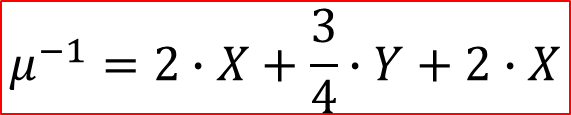 μ⁻¹ = 2 · X + 3/4 · Y + 2 · X